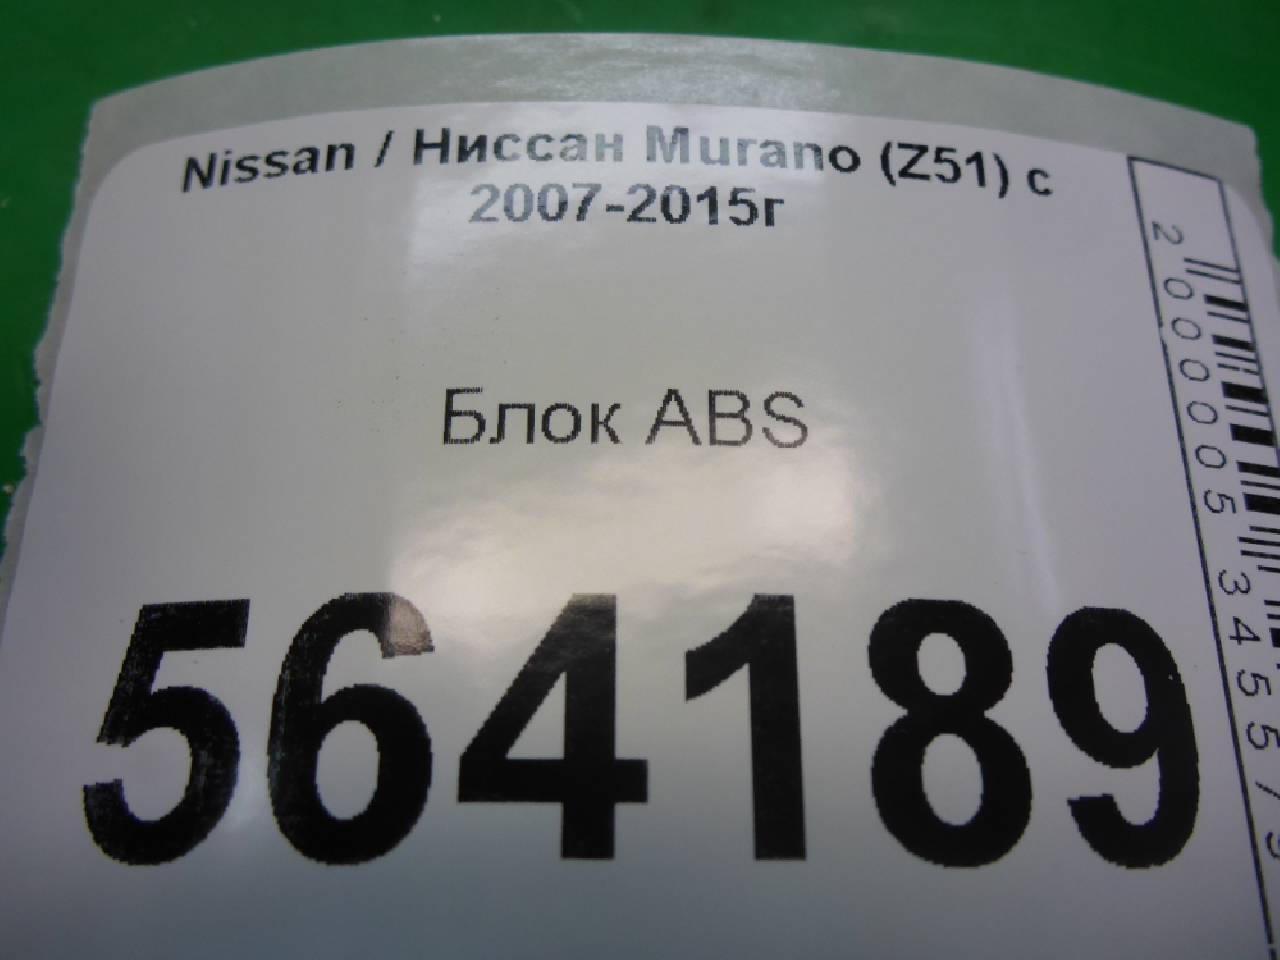 Nissan / Ниссан Murano (Z51) с
2007-2015г
Блок ABS
564189